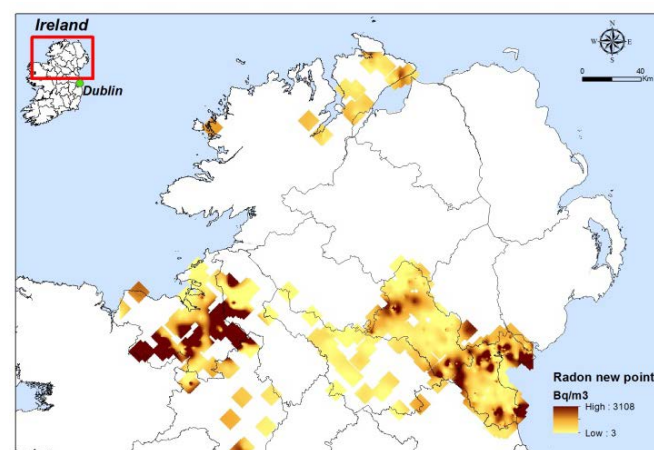 Ireland
Dublin
N
W E
S
0 40
Km
Radon new point
Bq/m3
High : 3108
Low : 3